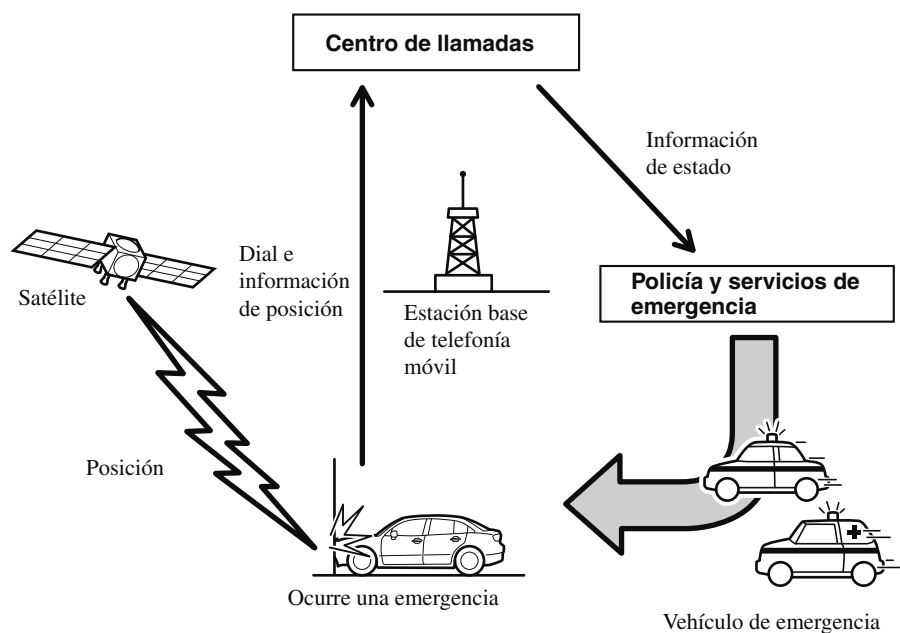 Centro de llamadas
Información
de estado
Dial e
información
de posición
Satélite
Estación base
de telefonía
móvil
Policía y servicios de
emergencia
Posición
Ocurre una emergencia
Vehículo de emergencia